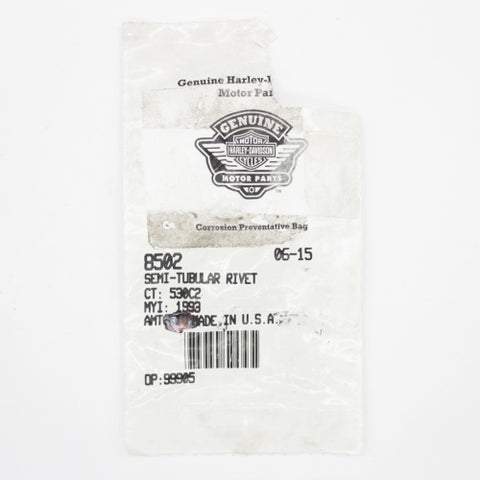 Genuine Harley-
Motor Par
GENUINE
MOTOR
HARLEY-DAVIDSON
CYCLES
MOTOR PARTS
Corrosion Preventative Bag
8502 06-15
SEMI-TUBULAR RIVET
CT: 530C2
MYI: 1993
AMT MADE IN U.S.A.
OP:99905